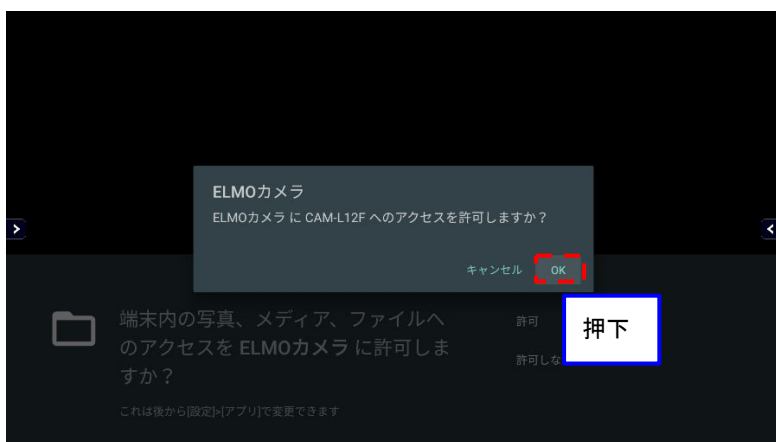 ELMOカメラ
ELMOカメラ に CAM-L12F へのアクセスを許可しますか？
キャンセル OK
端末内の写真、メディア、ファイルへ
のアクセスを ELMOカメラ に許可しま
すか？
許可
押下
許可しな
これは後から[設定]>[アプリ]で変更できます